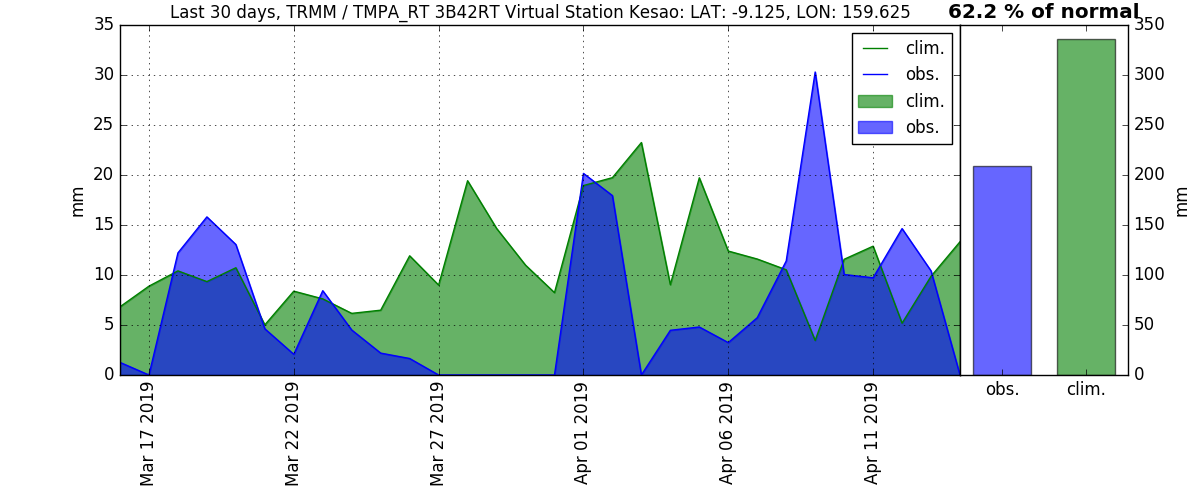 Last 30 days, TRMM / TMPA_RT 3B42RT Virtual Station Kesao: LAT: -9.125, LON: 159.625
62.2 % of normal
35
30
25
20
15
10
5
0
mm
clim.
obs.
clim.
obs.
Mar 17 2019
Mar 22 2019
Mar 27 2019
Apr 01 2019
Apr 06 2019
Apr 11 2019
350
300
250
200
150
100
50
0
mm
obs.
clim.